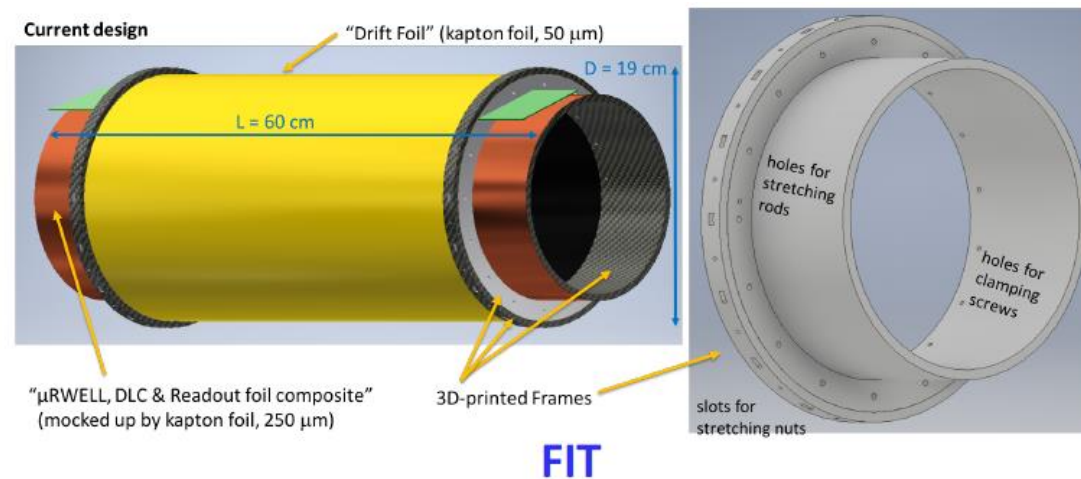 Current design
“Drift Foil” (kapton foil, 50 μm)
D = 19 cm
L = 60 cm
holes for
stretching
rods
holes for
clamping
screws
“μRWELL, DLC & Readout foil composite”
(mocked up by kapton foil, 250 μm)
3D-printed Frames
slots for
stretching nuts
FIT